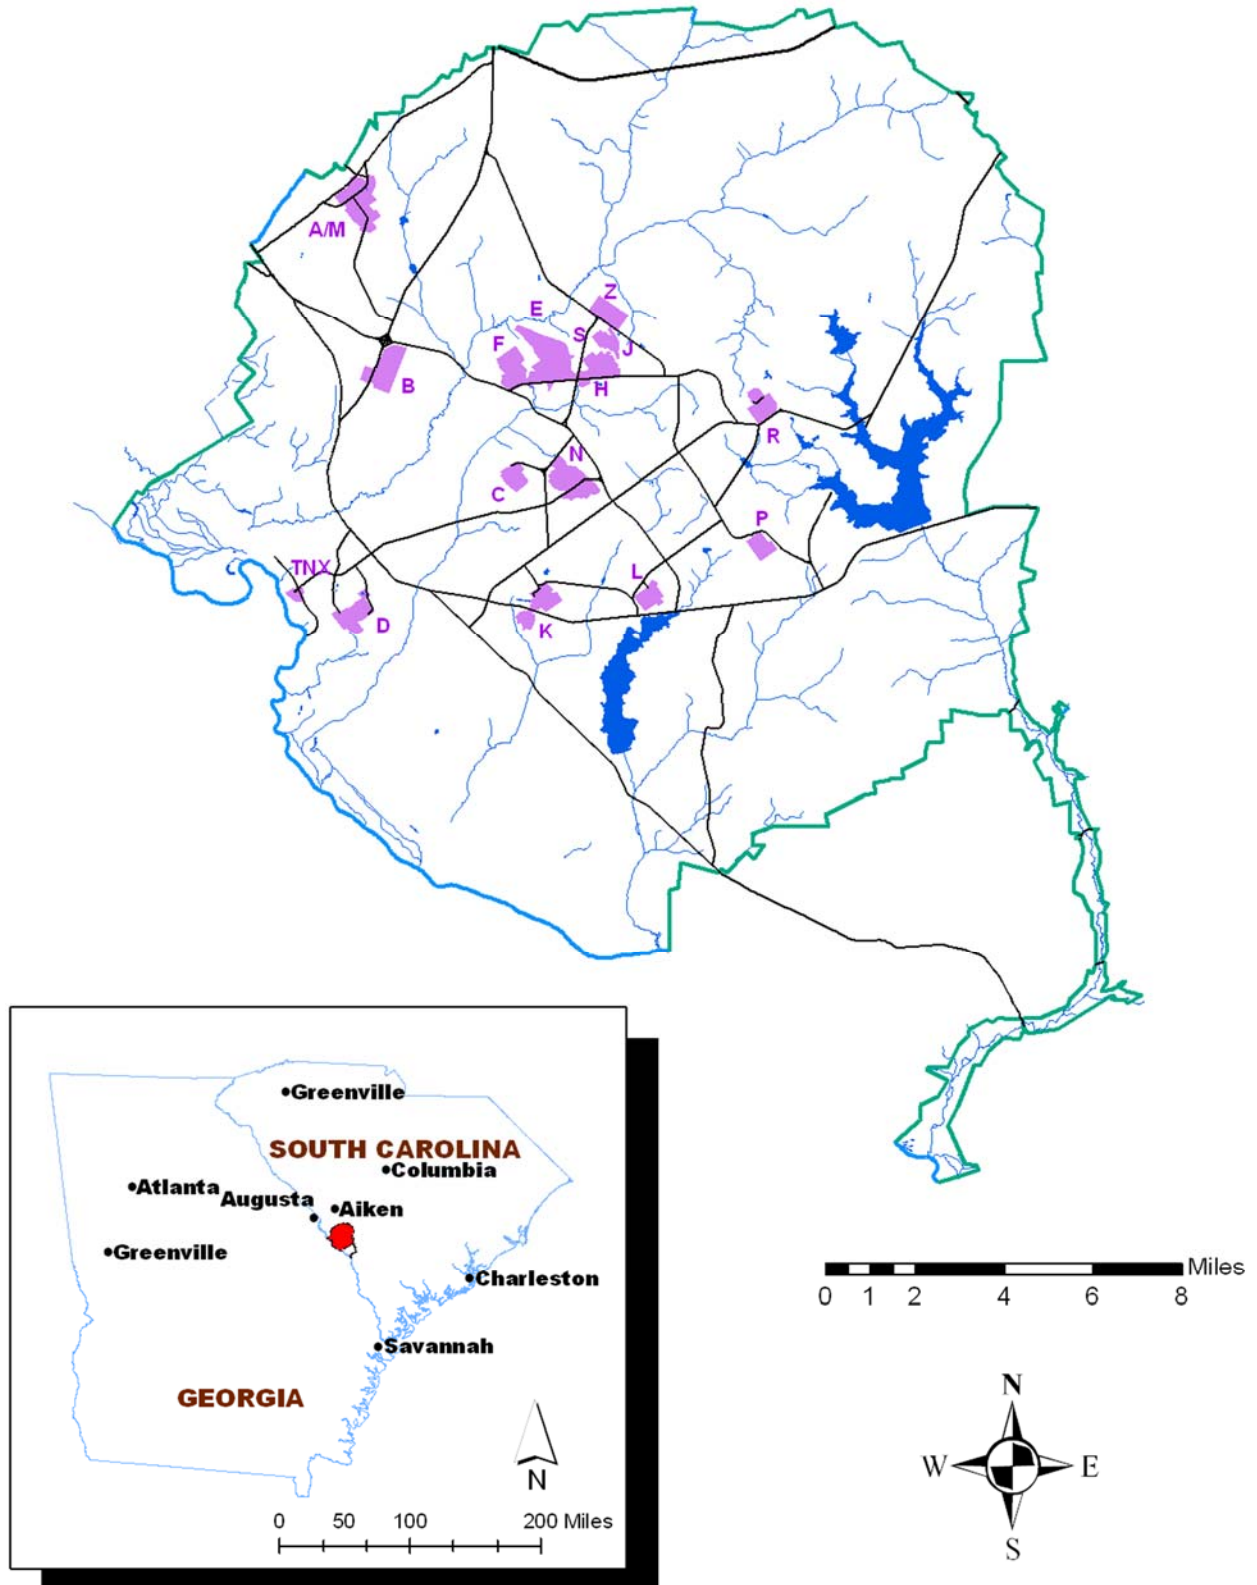 A/M
Z
E
S
F
J
B
H
R
N
C
P
TNX
L
D
K
Greenville
SOUTH CAROLINA
Columbia
Atlanta
Augusta
Aiken
Greenville
Charleston
Savannah
GEORGIA
N
0 50 100 200 Miles
Miles
0 1 2 4 6 8
N
W E
S